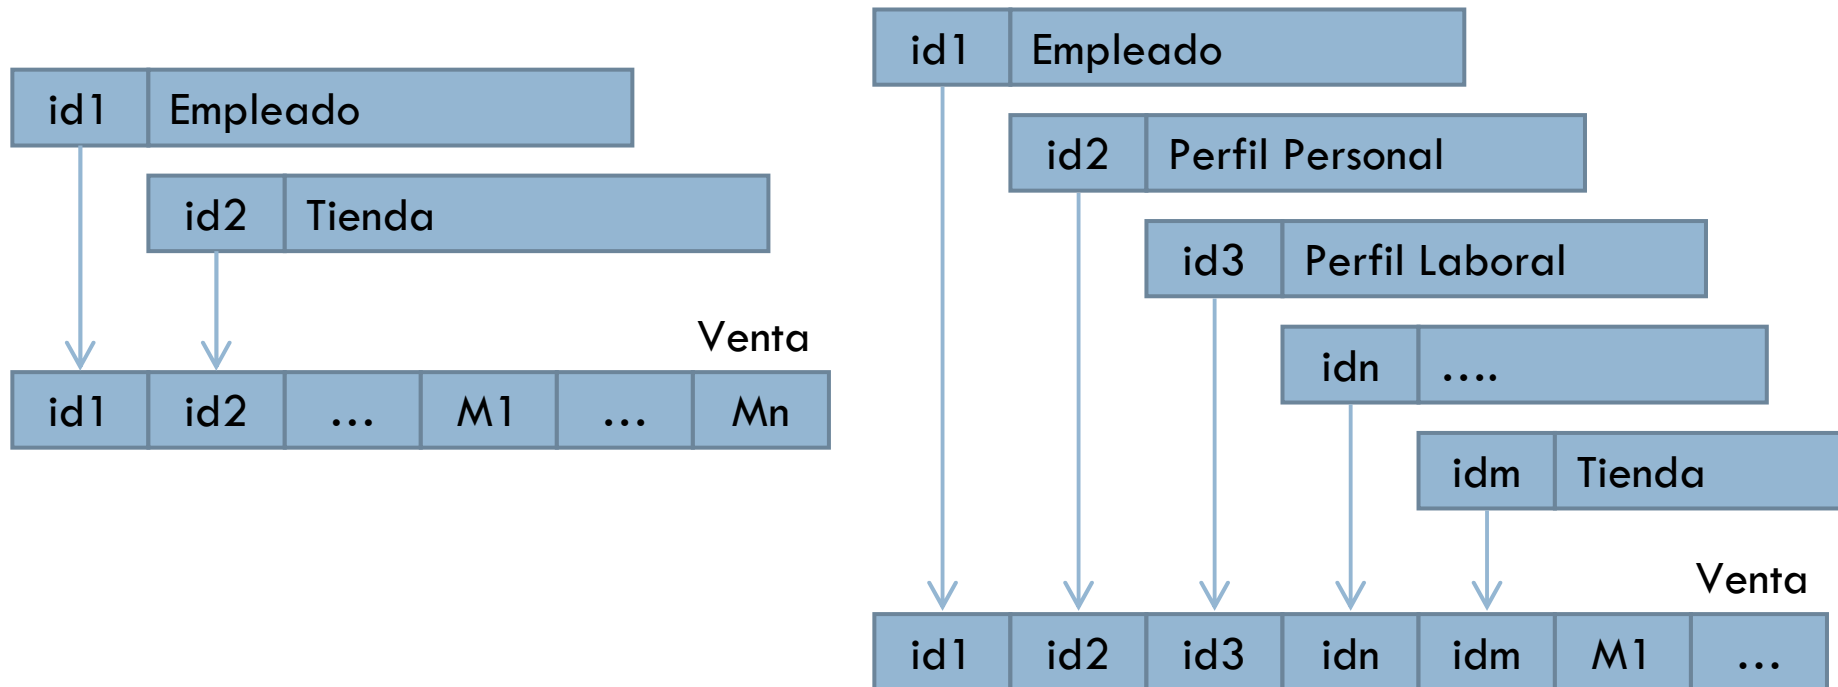 id1 Empleado
id2 Tienda
Venta
id1 id2 ... M1 ... Mn
id1 Empleado
id2 Perfil Personal
id3 Perfil Laboral
idn ....
idm Tienda
Venta
id1 id2 id3 idn idm M1 ...